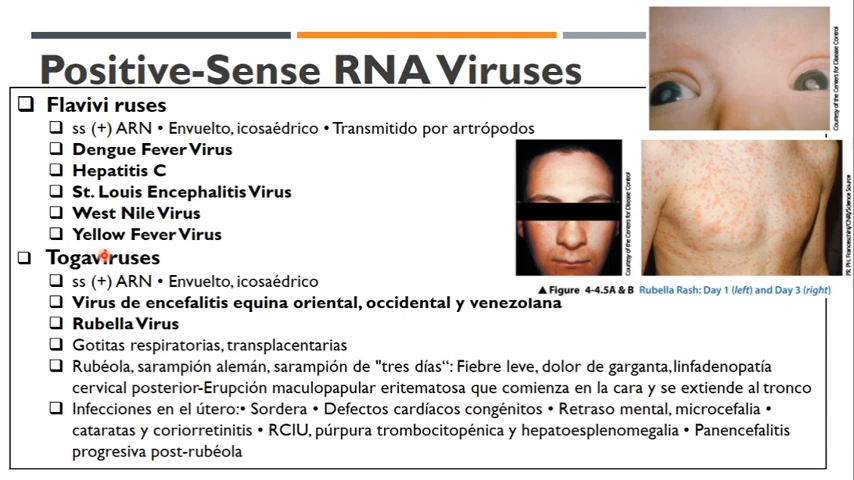 Positive-Sense RNA Viruses
Flavivi ruses
ss (+) ARN • Envuelto, icosaédrico • Transmitido por artrópodos
Dengue Fever Virus
Hepatitis C
St. Louis Encephalitis Virus
West Nile Virus
Yellow Fever Virus
Togaviruses
ss (+) ARN • Envuelto, icosaédrico
Virus de encefalitis equina oriental, occidental y venezolana
Rubella Virus
Gotitas respiratorias, transplacentarias
Rubéola, sarampión alemán, sarampión de "tres días“: Fiebre leve, dolor de garganta, linfadenopatía
cervical posterior-Erupción maculopapular eritematosa que comienza en la cara y se extiende al tronco
Infecciones en el útero:• Sordera • Defectos cardíacos congénitos • Retraso mental, microcefalia •
cataratas y coriorretinitis • RCIU, púrpura trombocitopénica y hepatoesplenomegalia • Panencefalitis
progresiva post-rubéola
Courtesy of the Centers for Disease Control
Courtesy of the Centers for Disease Control
▲ Figure 4-4.5A & B Rubella Rash: Day 1 (left) and Day 3 (right)